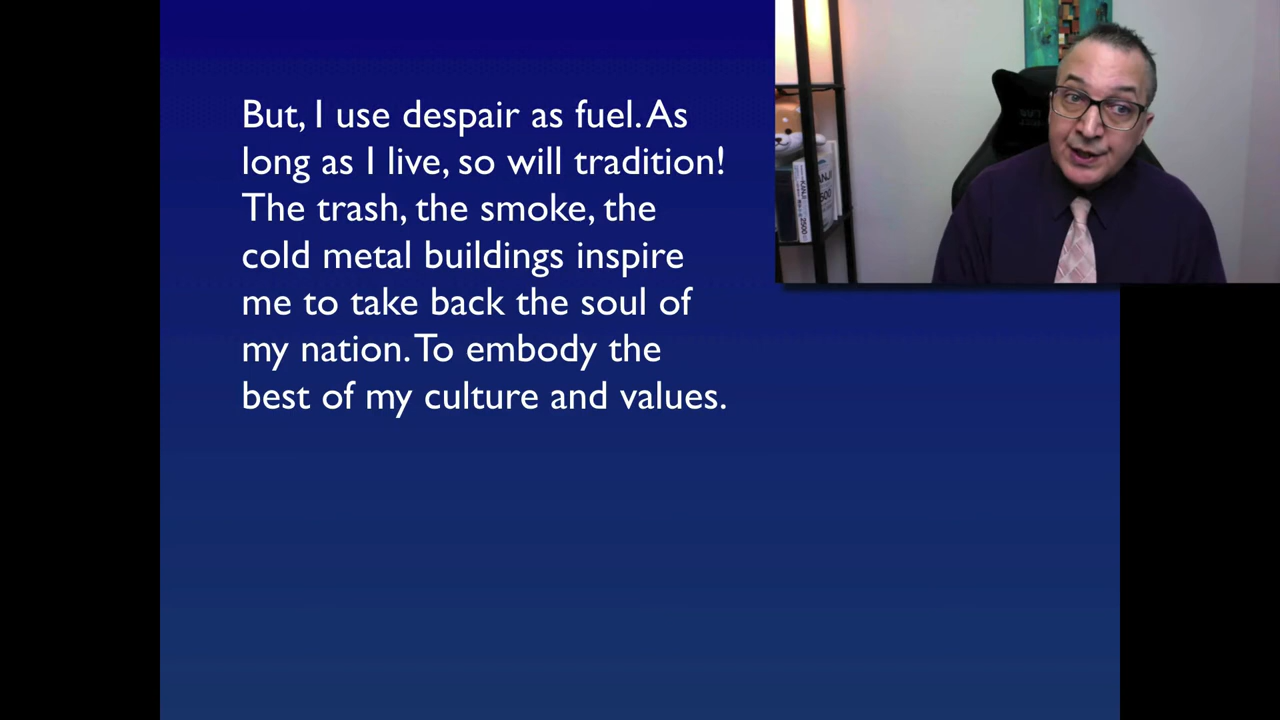 But, I use despair as fuel. As
long as I live, so will tradition!
The trash, the smoke, the
cold metal buildings inspire
me to take back the soul of
my nation. To embody the
best of my culture and values.
KANJI
2500